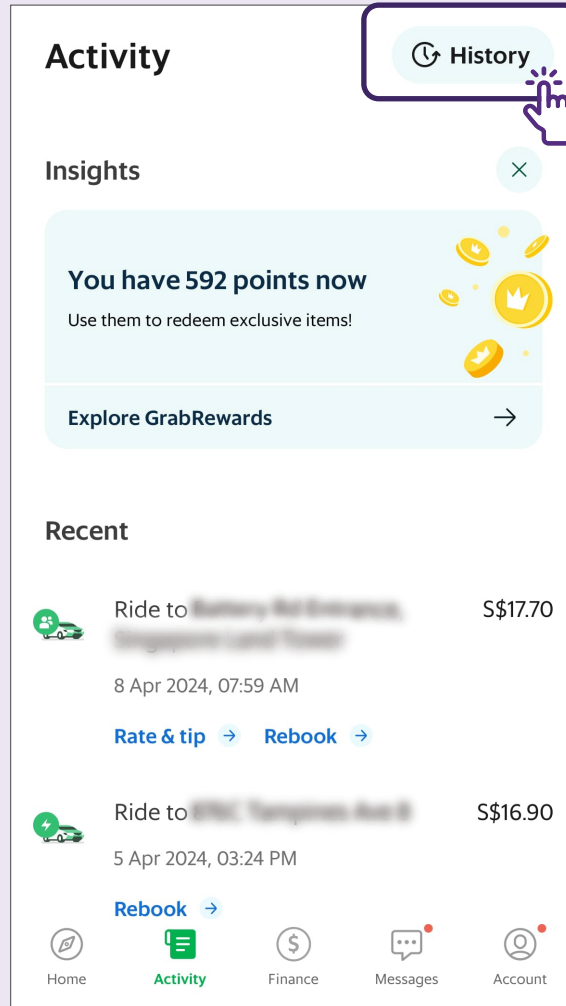 Activity
History
Insights
You have 592 points now
Use them to redeem exclusive items!
Explore GrabRewards
Recent
Ride to
S$17.70
8 Apr 2024, 07:59 AM
Rate & tip
Rebook
Ride to
S$16.90
5 Apr 2024, 03:24 PM
Rebook
Home
Activity
Finance
Messages
Account